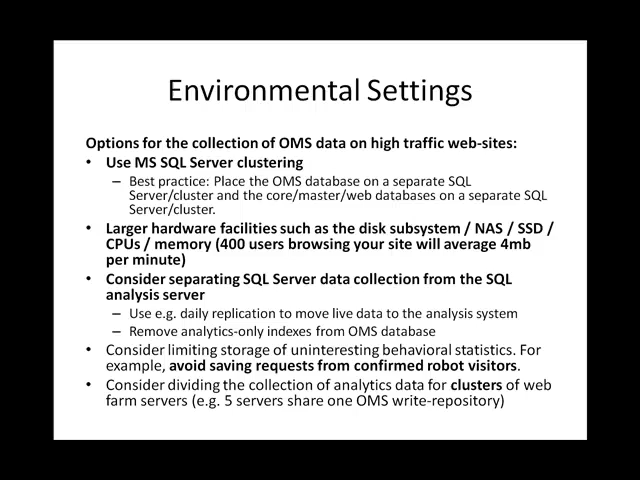 Environmental Settings
Options for the collection of OMS data on high traffic web-sites:
• Use MS SQL Server clustering
– Best practice: Place the OMS database on a separate SQL
Server/cluster and the core/master/web databases on a separate SQL
Server/cluster.
• Larger hardware facilities such as the disk subsystem / NAS / SSD /
CPUs / memory (400 users browsing your site will average 4mb
per minute)
• Consider separating SQL Server data collection from the SQL
analysis server
– Use e.g. daily replication to move live data to the analysis system
– Remove analytics-only indexes from OMS database
• Consider limiting storage of uninteresting behavioral statistics. For
example, avoid saving requests from confirmed robot visitors.
• Consider dividing the collection of analytics data for clusters of web
farm servers (e.g. 5 servers share one OMS write-repository)